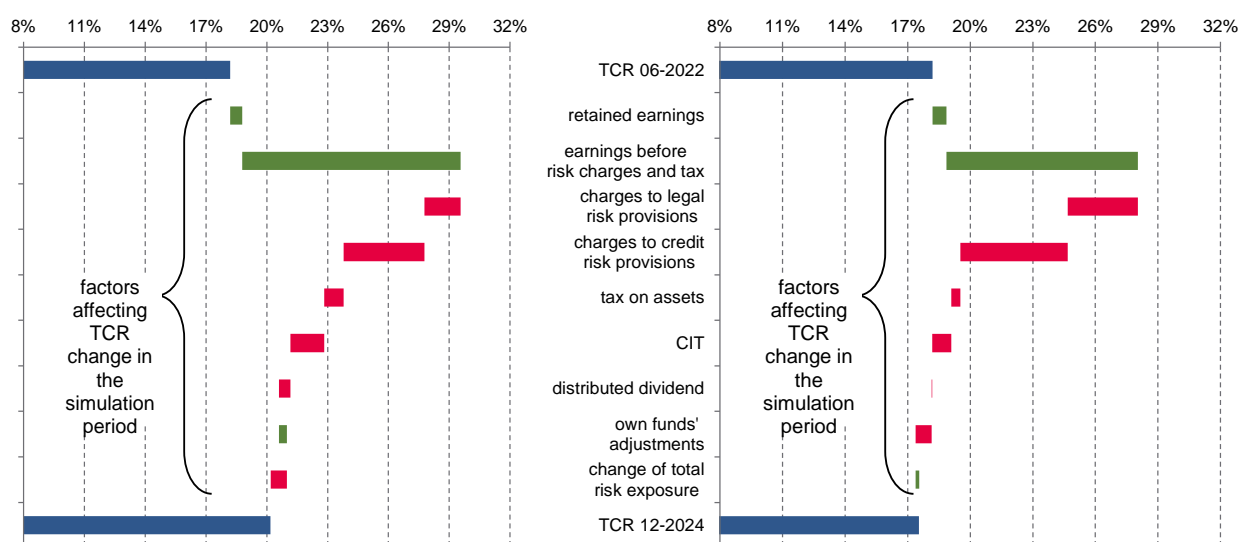 8% 11% 14% 17% 20% 23% 26% 29% 32%
8% 11% 14% 17% 20% 23% 26% 29% 32%
TCR 06-2022
retained earnings
earnings before
risk charges and tax
charges to legal
risk provisions
charges to credit
risk provisions
tax on assets
CIT
distributed dividend
own funds'
adjustments
change of total
risk exposure
TCR 12-2024
factors
affecting
TCR
change in
the
simulation
period
factors
affecting
TCR
change in
the
simulation
period